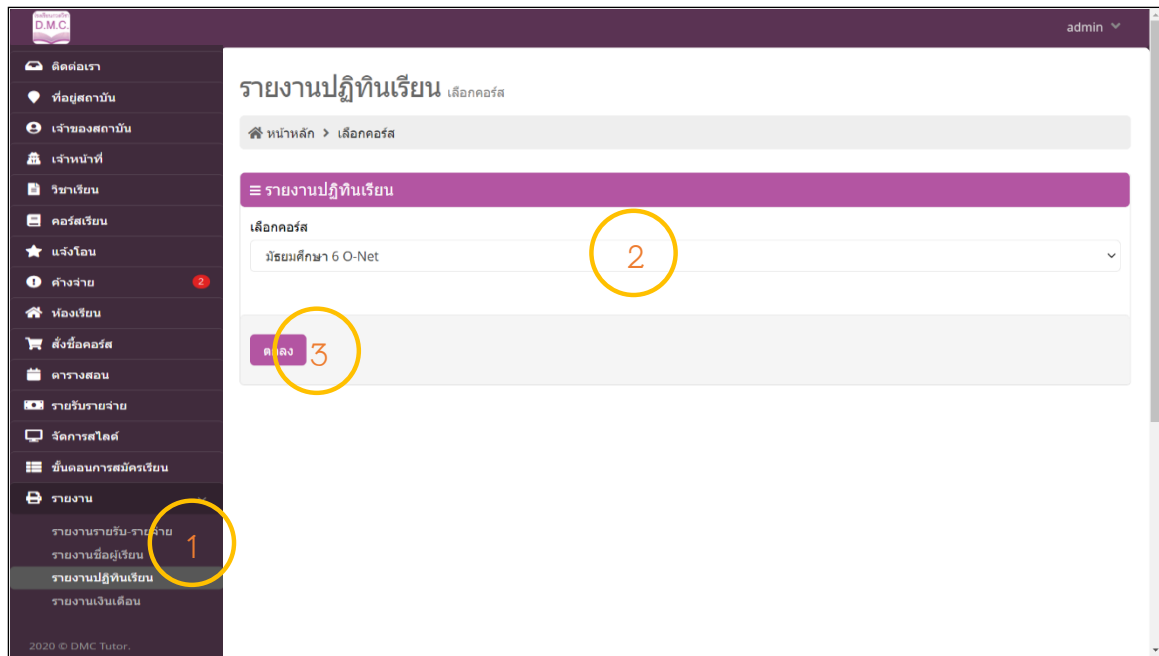 D.M.C.
admin
ติดต่อเรา
ที่อยู่สถาบัน
เจ้าของสถาบัน
เจ้าหน้าที่
วิชาเรียน
คอร์สเรียน
แจ้งโอน
ค้างจ่าย 2
ห้องเรียน
สั่งซื้อคอร์ส
ตารางสอน
รายรับรายจ่าย
จัดการสไลด์
ขั้นตอนการสมัครเรียน
รายงาน
รายงานรายรับ-รายจ่าย
1
รายงานชื่อผู้เรียน
รายงานปฏิทินเรียน
รายงานเงินเดือน
2020 © DMC Tutor.
รายงานปฏิทินเรียน เลือกคอร์ส
หน้าหลัก > เลือกคอร์ส
รายงานปฏิทินเรียน
เลือกคอร์ส
มัธยมศึกษา 6 O-Net 2
ตกลง 3